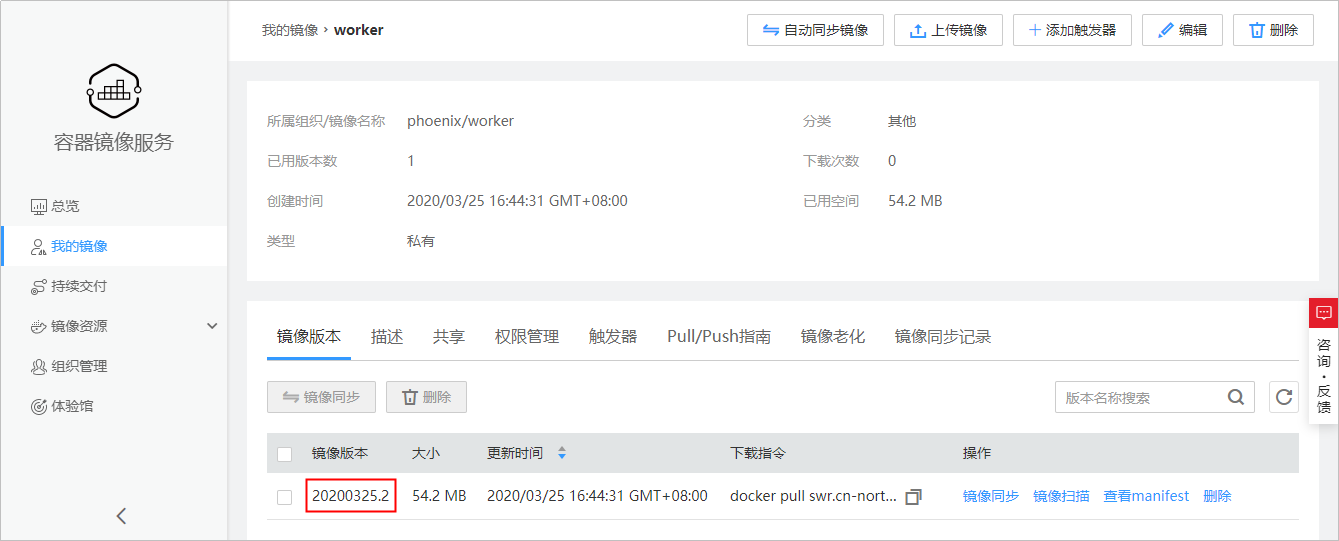 我的镜像 › worker
自动同步镜像
上传镜像
添加触发器
编辑
删除
容器镜像服务
总览
我的镜像
持续交付
镜像资源
组织管理
体验馆
所属组织/镜像名称 phoenix/worker
分类 其他
已用版本数 1
下载次数 0
创建时间 2020/03/25 16:44:31 GMT+08:00
已用空间 54.2 MB
类型 私有
镜像版本 描述 共享 权限管理 触发器 Pull/Push指南 镜像老化 镜像同步记录
镜像同步 删除 版本名称搜索
镜像版本 大小 更新时间 下载指令 操作
20200325.2 54.2 MB 2020/03/25 16:44:31 GMT+08:00 docker pull swr.cn-nort... 镜像同步 镜像扫描 查看manifest 删除
咨询·反馈